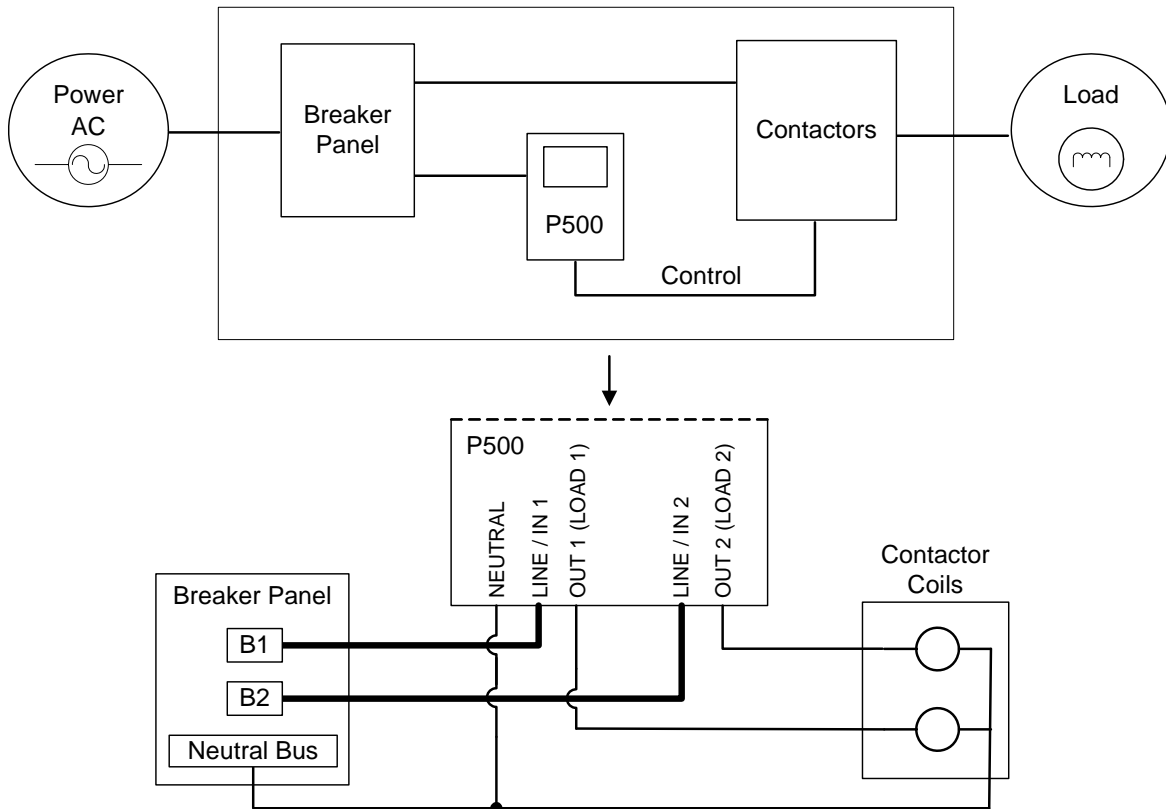 Power
AC
Breaker
Panel
P500
Contactors
Load
Control
P500
NEUTRAL
LINE / IN 1
OUT 1 (LOAD 1)
LINE / IN 2
OUT 2 (LOAD 2)
Breaker Panel
B1
B2
Neutral Bus
Contactor
Coils